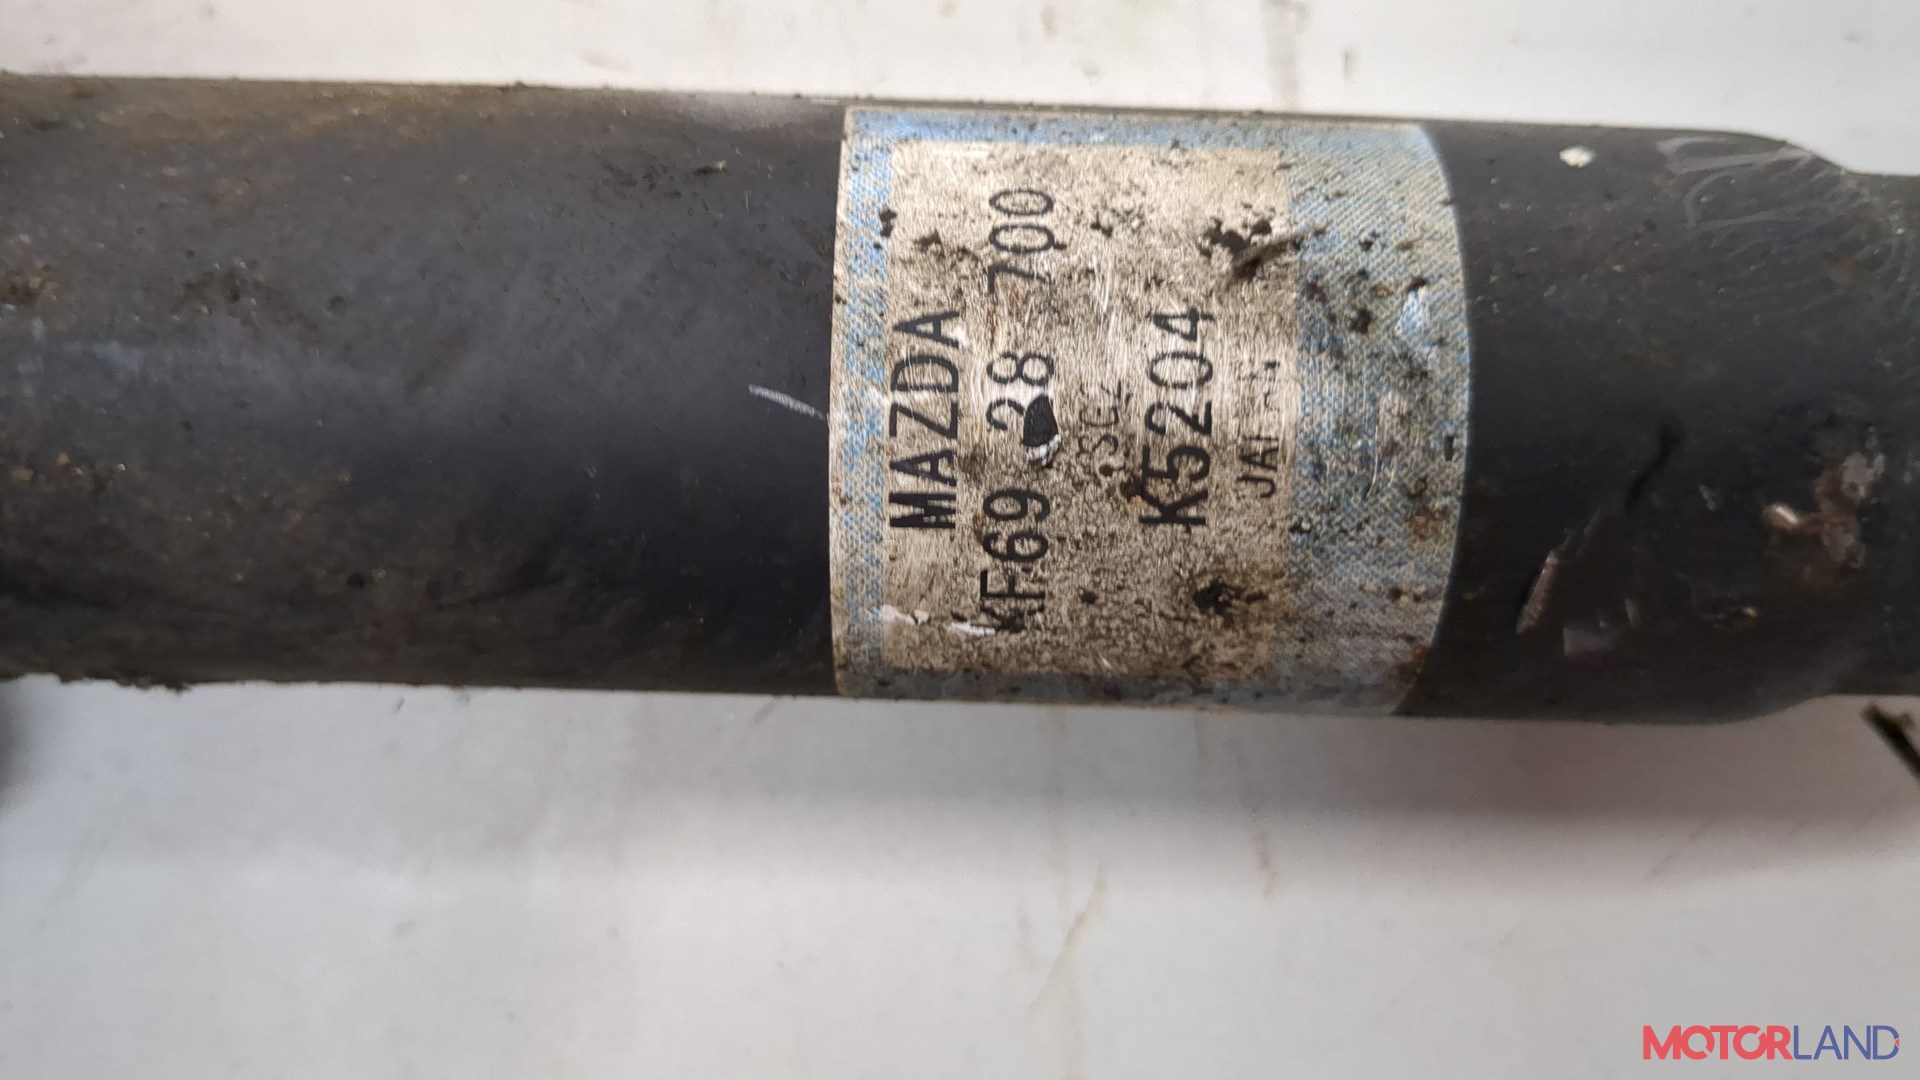 MAZDA
KF69 28 700
K5204
MOTORLAND